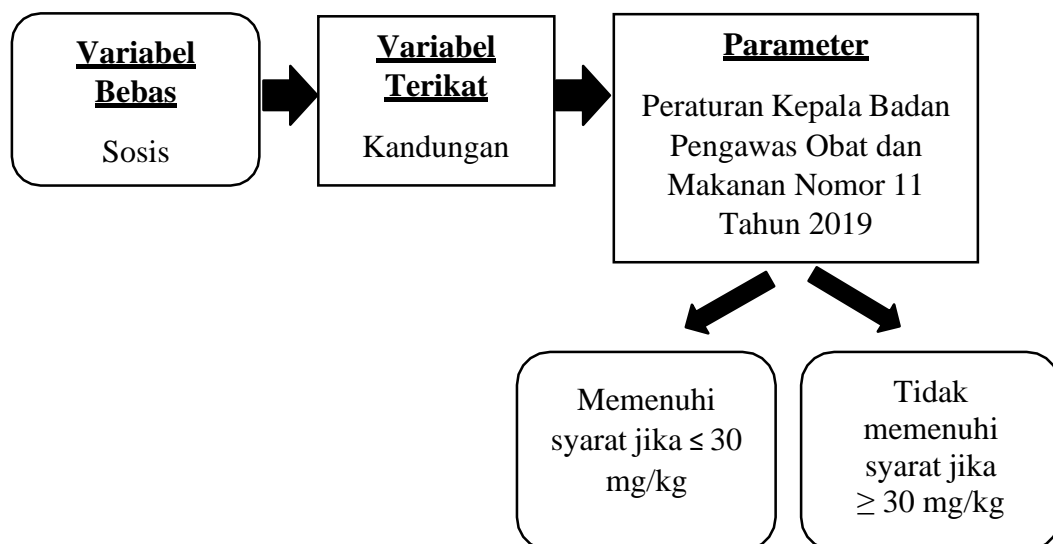 Variabel
Bebas
Sosis
Variabel
Terikat
Kandungan
Parameter
Peraturan Kepala Badan
Pengawas Obat dan
Makanan Nomor 11
Tahun 2019
Memenuhi
syarat jika ≤ 30
mg/kg
Tidak
memenuhi
syarat jika
≥ 30 mg/kg